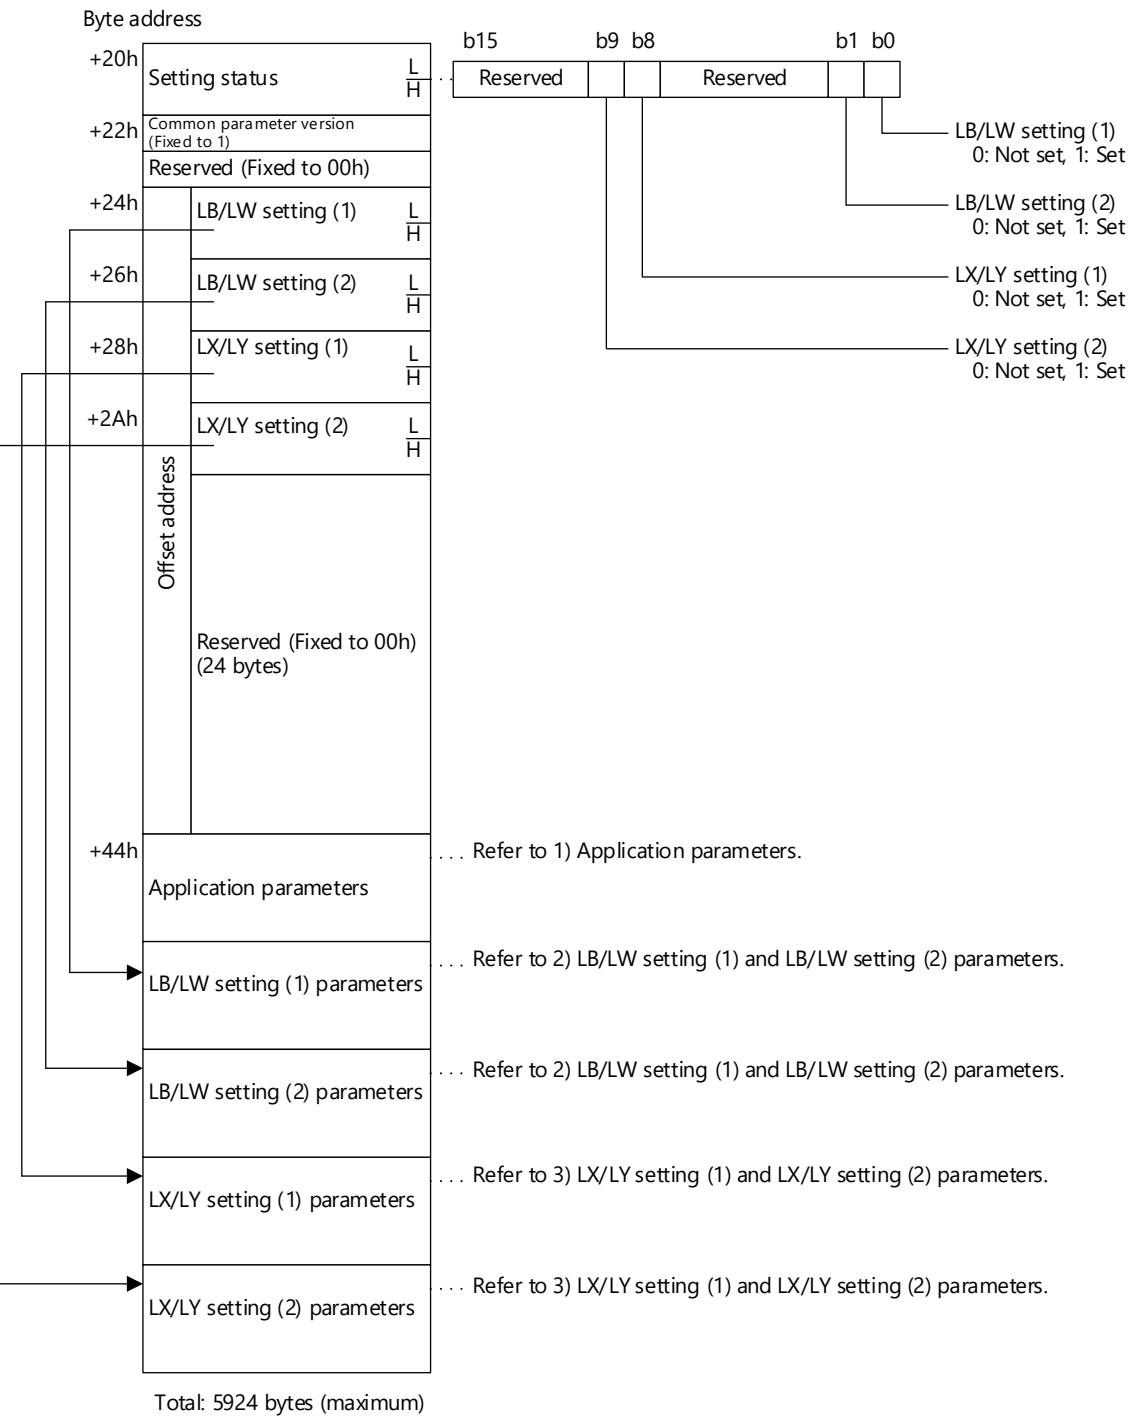 Byte address
b15 b9 b8 b1 b0
+20h Setting status L H Reserved Reserved
+22h Common parameter version
(Fixed to 1)
LB/LW setting (1)
0: Not set, 1: Set
Reserved (Fixed to 00h)
+24h LB/LW setting (1) L H
LB/LW setting (2)
0: Not set, 1: Set
+26h LB/LW setting (2) L H
LX/LY setting (1)
0: Not set, 1: Set
+28h LX/LY setting (1) L H
LX/LY setting (2)
0: Not set, 1: Set
+2Ah LX/LY setting (2) L H
Offset address
Reserved (Fixed to 00h)
(24 bytes)
+44h .... Refer to 1) Application parameters.
Application parameters
.... Refer to 2) LB/LW setting (1) and LB/LW setting (2) parameters.
LB/LW setting (1) parameters
.... Refer to 2) LB/LW setting (1) and LB/LW setting (2) parameters.
LB/LW setting (2) parameters
.... Refer to 3) LX/LY setting (1) and LX/LY setting (2) parameters.
LX/LY setting (1) parameters
.... Refer to 3) LX/LY setting (1) and LX/LY setting (2) parameters.
LX/LY setting (2) parameters
Total: 5924 bytes (maximum)